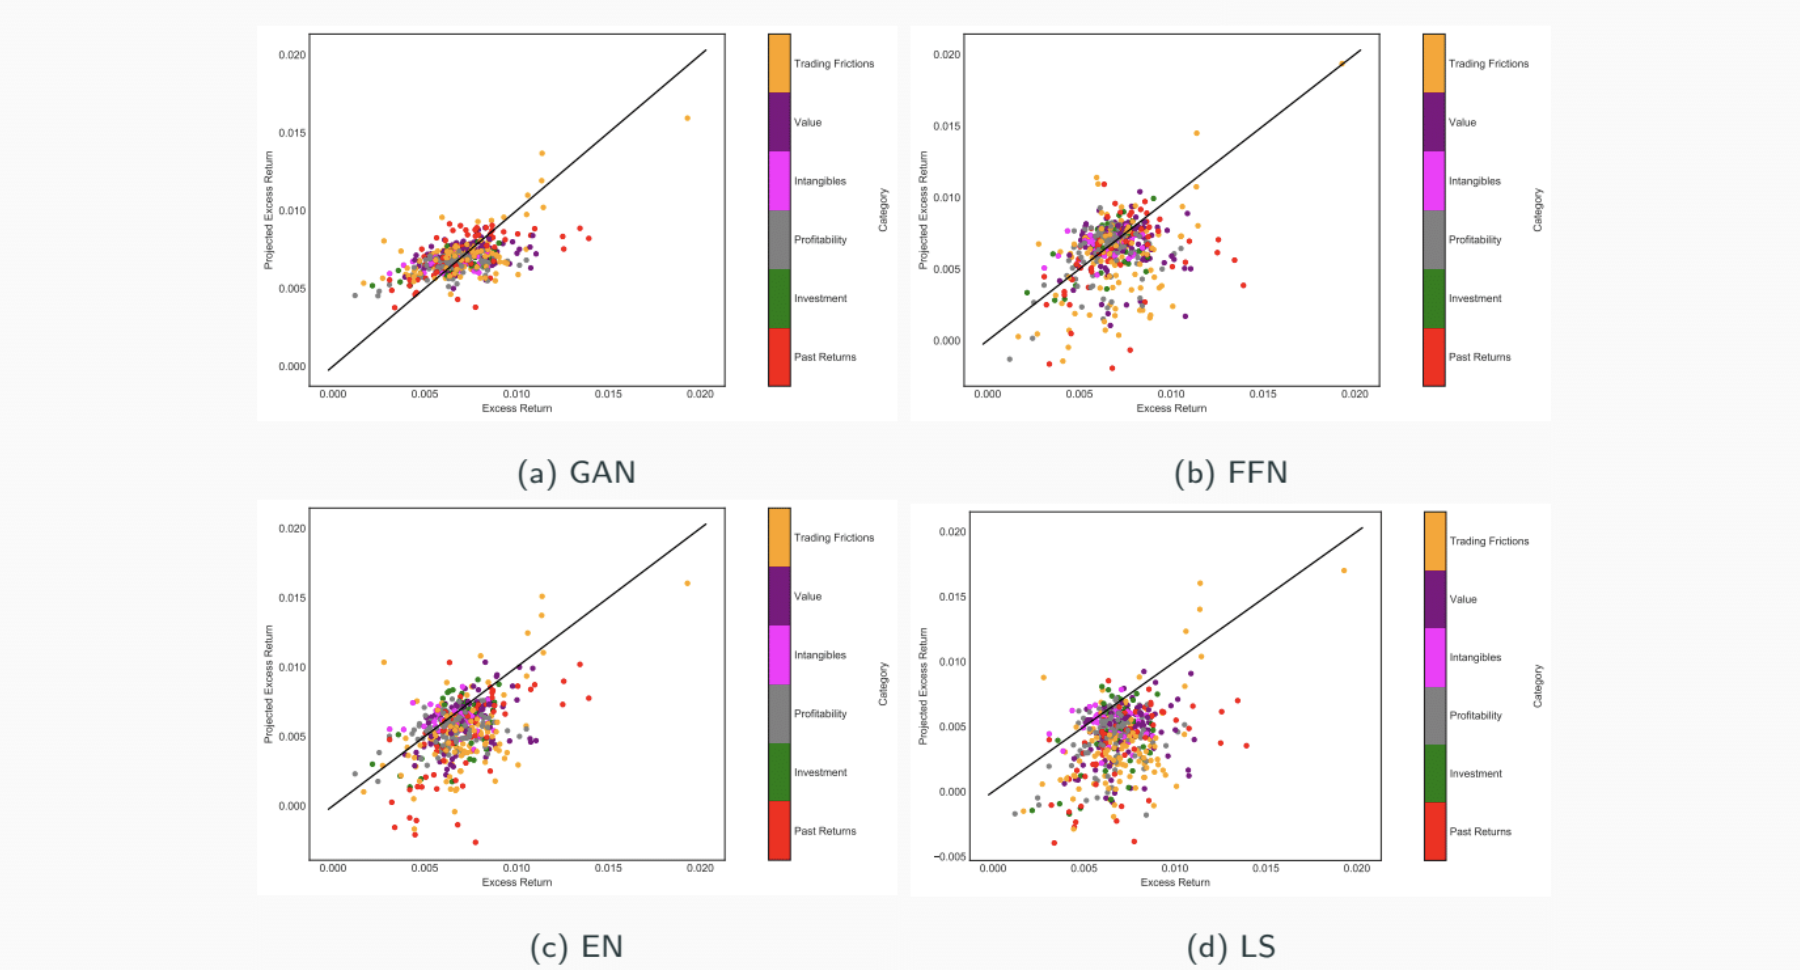 0.020
0.015
0.010
0.005
0.000
Projected Excess Return
0.000 0.005 0.010 0.015 0.020
Excess Return
Trading Frictions
Value
Intangibles
Profitability
Investment
Past Returns
Category
(a) GAN
0.020
0.015
0.010
0.005
0.000
Projected Excess Return
0.000 0.005 0.010 0.015 0.020
Excess Return
Trading Frictions
Value
Intangibles
Profitability
Investment
Past Returns
Category
(b) FFN
0.020
0.015
0.010
0.005
0.000
Projected Excess Return
0.000 0.005 0.010 0.015 0.020
Excess Return
Trading Frictions
Value
Intangibles
Profitability
Investment
Past Returns
Category
(c) EN
0.020
0.015
0.010
0.005
0.000
−0.005
Projected Excess Return
0.000 0.005 0.010 0.015 0.020
Excess Return
Trading Frictions
Value
Intangibles
Profitability
Investment
Past Returns
Category
(d) LS